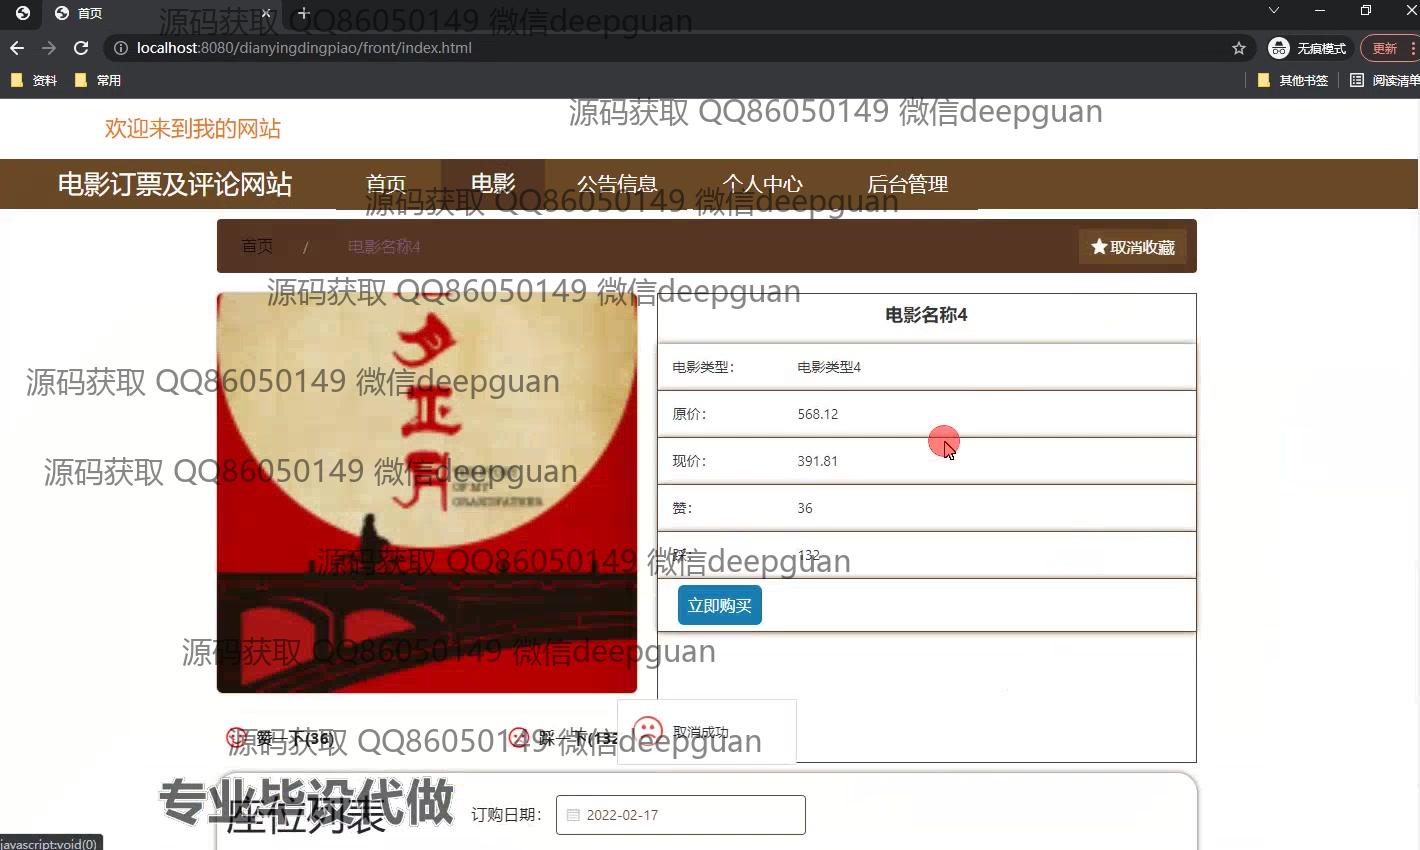 首页
源码获取 QQ86050149 微信deepguan
localhost:8080/dianyingdingpiao/front/index.html
无痕模式
更新
资料
常用
其他书签
阅读清单
源码获取 QQ86050149 微信deepguan
欢迎来到我的网站
电影订票及评论网站
首页
电影
公告信息
个人中心
后台管理
源码获取 QQ86050149 微信deepguan
首页 / 电影名称4
取消收藏
源码获取 QQ86050149 微信deepguan
电影名称4
电影类型: 电影类型4
源码获取 QQ86050149 微信deepguan
原价: 568.12
现价: 391.81
源码获取 QQ86050149 微信deepguan
OF MY
GRANDFATHER
赞: 36
踩: 132
源码获取 QQ86050149 微信deepguan
立即购买
源码获取 QQ86050149 微信deepguan
赞一下(36)
踩一下(132
取消成功
源码获取 QQ86050149 微信deepguan
专业毕设代做
座位列表
订购日期:
2022-02-17
javascript:void(0)